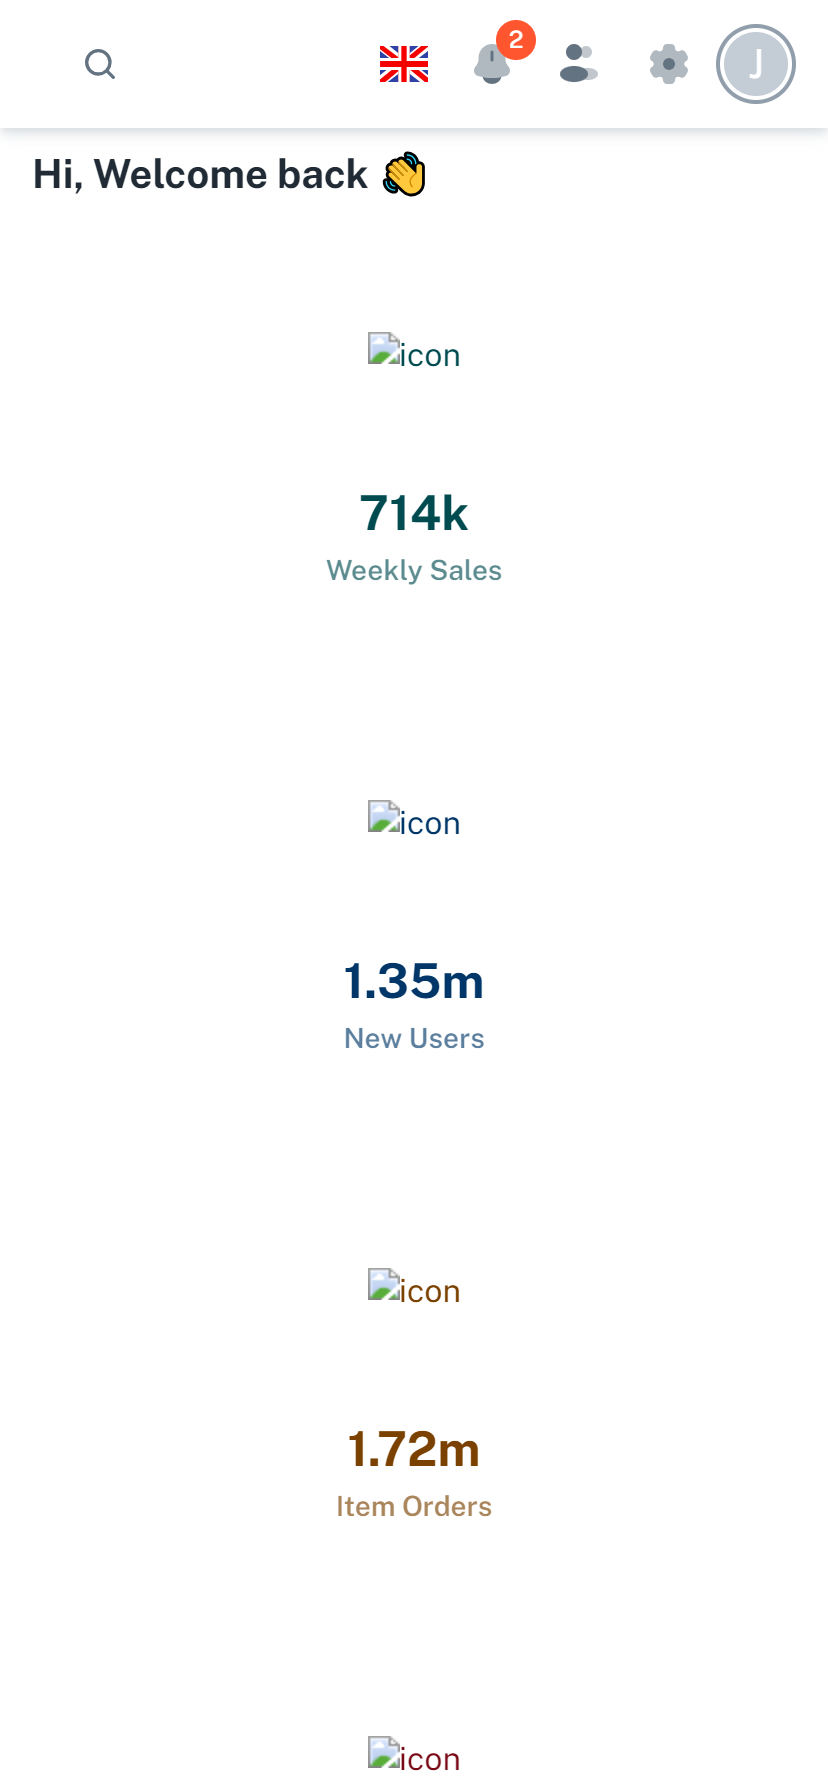 2
J
Hi, Welcome back 👋
icon
714k
Weekly Sales
icon
1.35m
New Users
icon
1.72m
Item Orders
icon